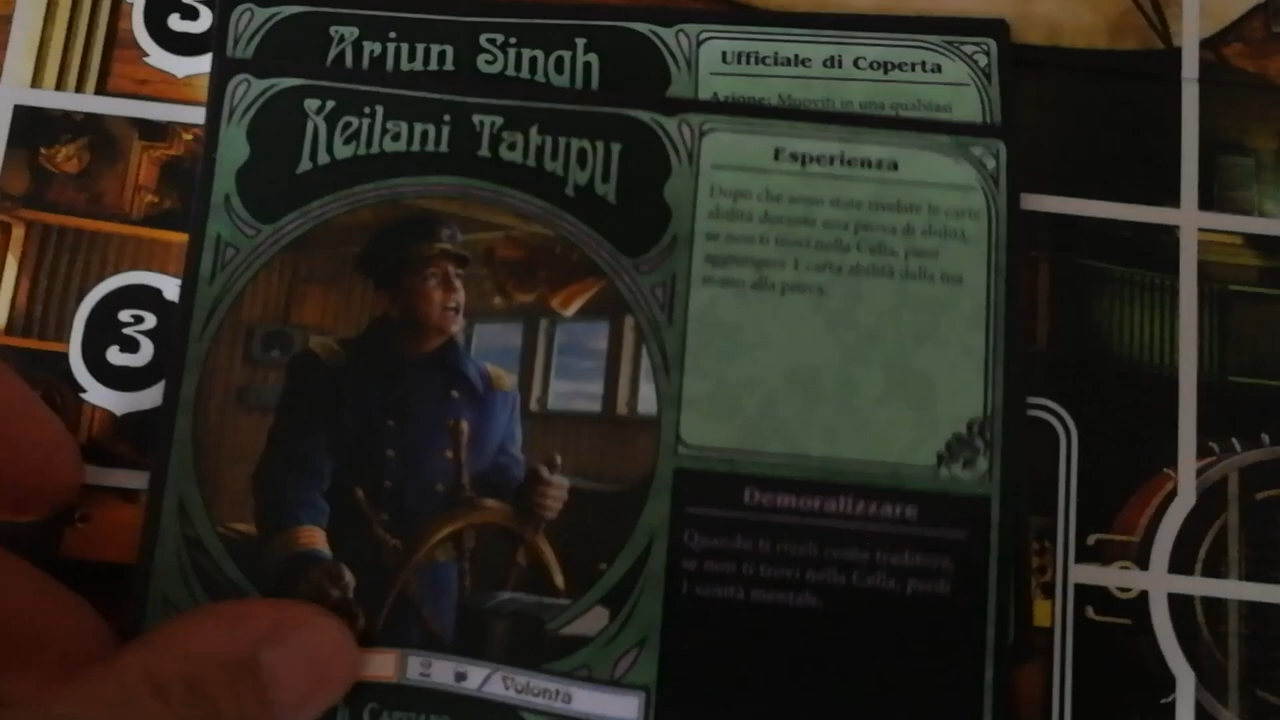 3
Arjun Singh
Ufficiale di Coperta
Azione: Muoviti in una qualsiasi
Keilani Tatupu
Esperienza
Dopo che sono state rivelate le carte
abilità durante una prova di abilità,
se non ti trovi nella Cella, puoi
aggiungere 1 carta abilità dalla tua
mano alla prova.
3
Demoralizzare
Quando ti riveli come traditore,
se non ti trovi nella Cella, perdi
1 sanità mentale.
2 / Volontà